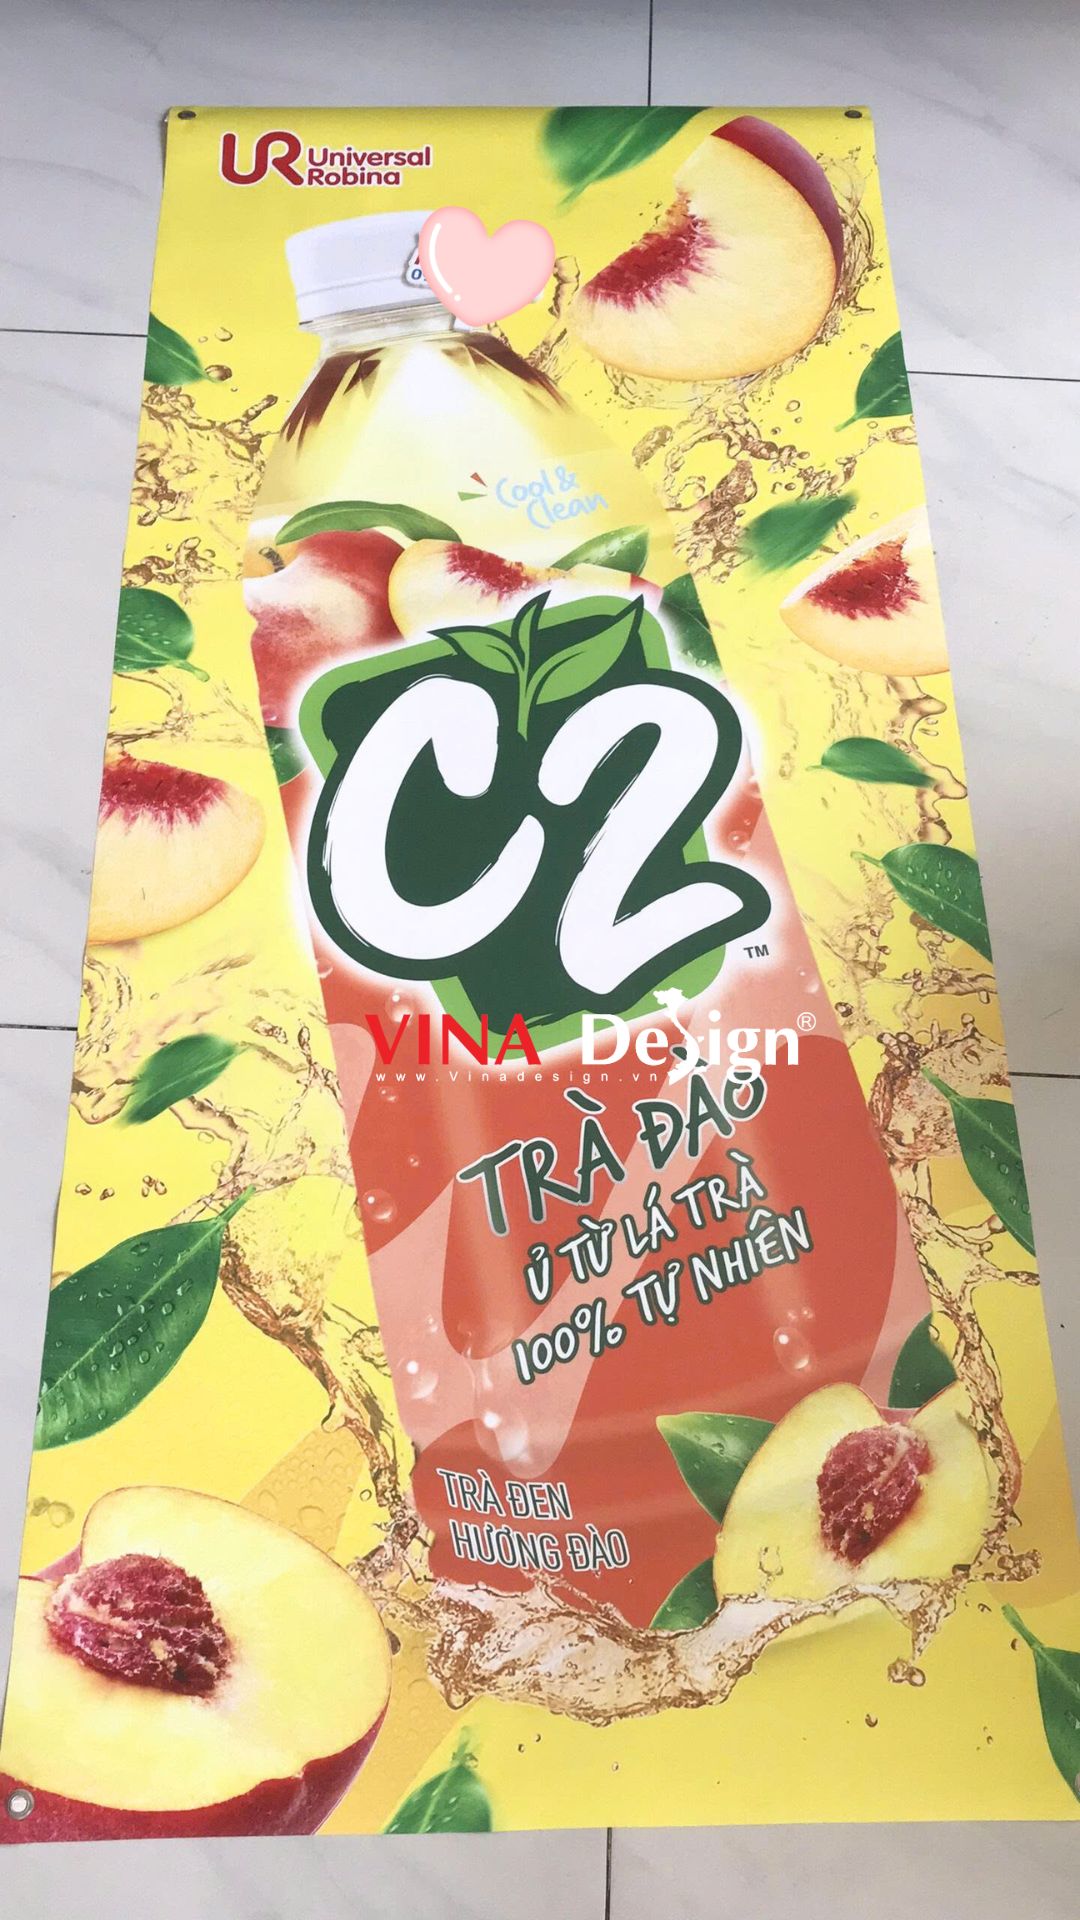 UR Universal
Robina
Cool &
Clean
C2
TM
VINA Design®
www.Vinadesign.vn
TRÀ ĐÀO
Ủ TỪ LÁ TRÀ
100% TỰ NHIÊN
TRÀ ĐEN
HƯƠNG ĐÀO